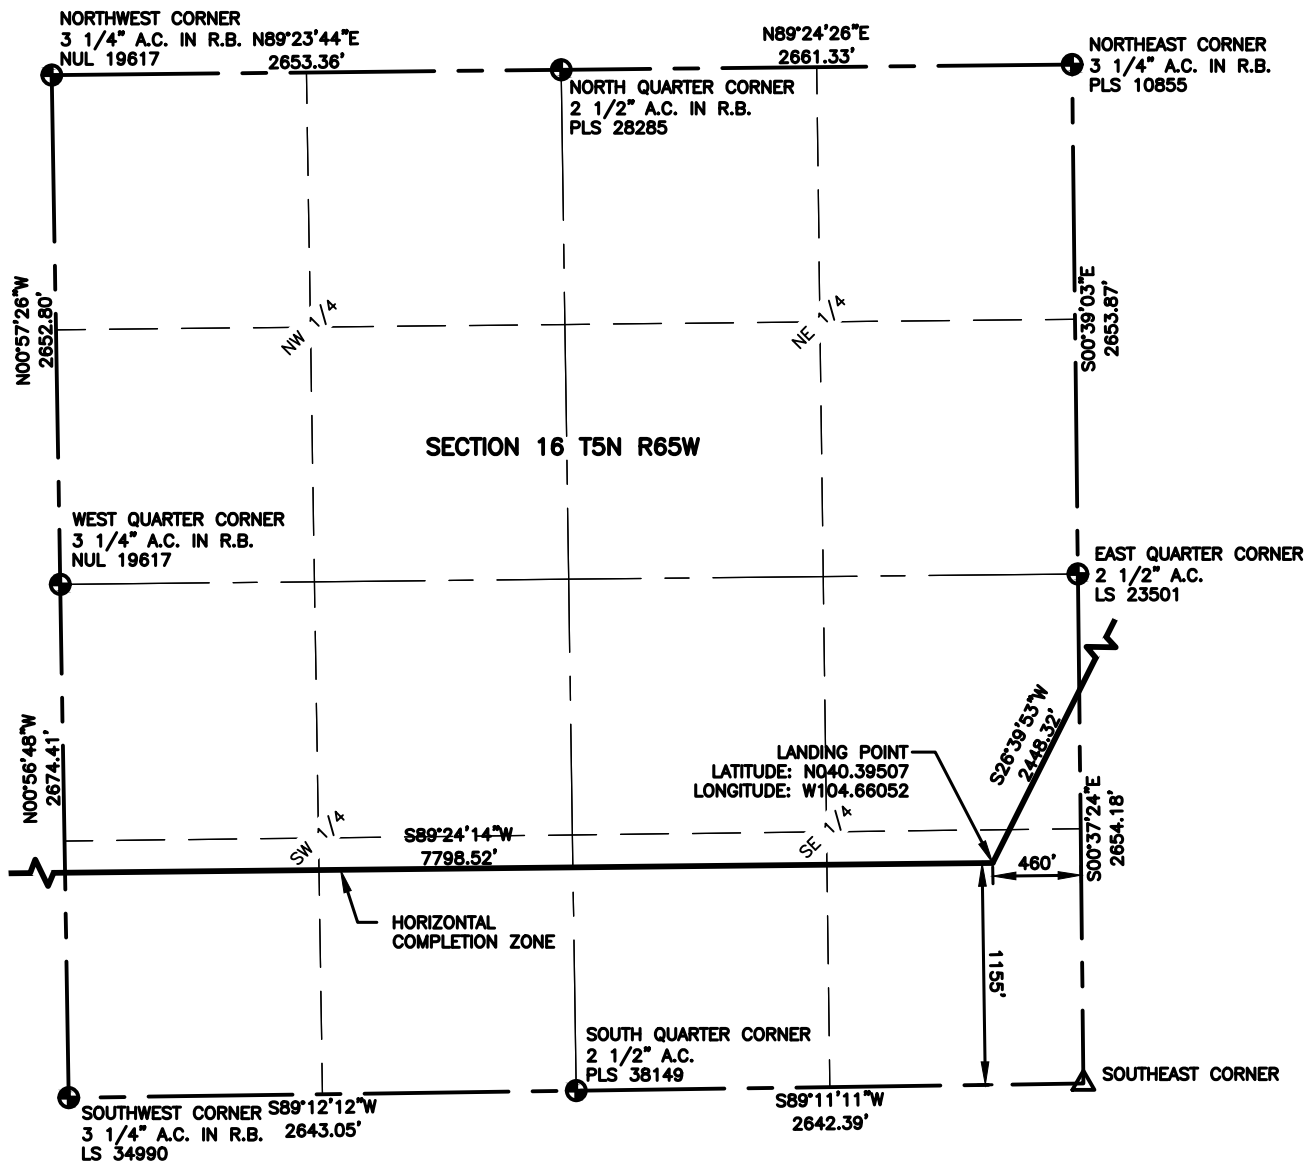 NORTHWEST CORNER
3 1/4" A.C. IN R.B.
NUL 19617
N89°23'44"E
2653.36'
N89°24'26"E
2661.33'
NORTHEAST CORNER
3 1/4" A.C. IN R.B.
PLS 10855
NORTH QUARTER CORNER
2 1/2" A.C. IN R.B.
PLS 28285
N00°57'26"W
2652.80'
NW 1/4
NE 1/4
S00°39'03"E
2653.87'
SECTION 16 T5N R65W
WEST QUARTER CORNER
3 1/4" A.C. IN R.B.
NUL 19617
EAST QUARTER CORNER
2 1/2" A.C.
LS 23501
N00°56'48"W
2674.41'
S26°39'53"W
2448.32'
LANDING POINT
LATITUDE: N040.39507
LONGITUDE: W104.66052
SW 1/4
S89°24'14"W
7798.52'
SE 1/4
460'
S00°37'24"E
2654.18'
HORIZONTAL
COMPLETION ZONE
1155'
SOUTH QUARTER CORNER
2 1/2" A.C.
PLS 38149
SOUTHEAST CORNER
SOUTHWEST CORNER
3 1/4" A.C. IN R.B.
LS 34990
S89°12'12"W
2643.05'
S89°11'11"W
2642.39'